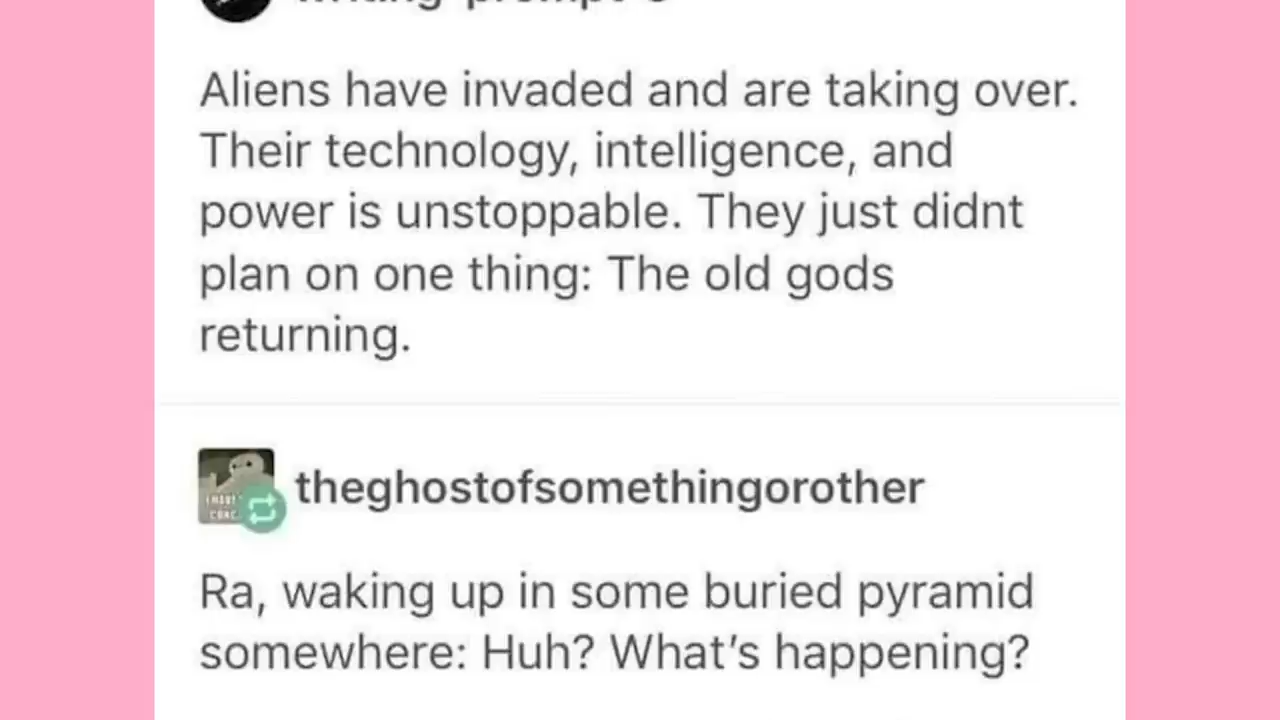 Aliens have invaded and are taking over.
Their technology, intelligence, and
power is unstoppable. They just didnt
plan on one thing: The old gods
returning.
theghostofsomethingorother
Ra, waking up in some buried pyramid
somewhere: Huh? What's happening?